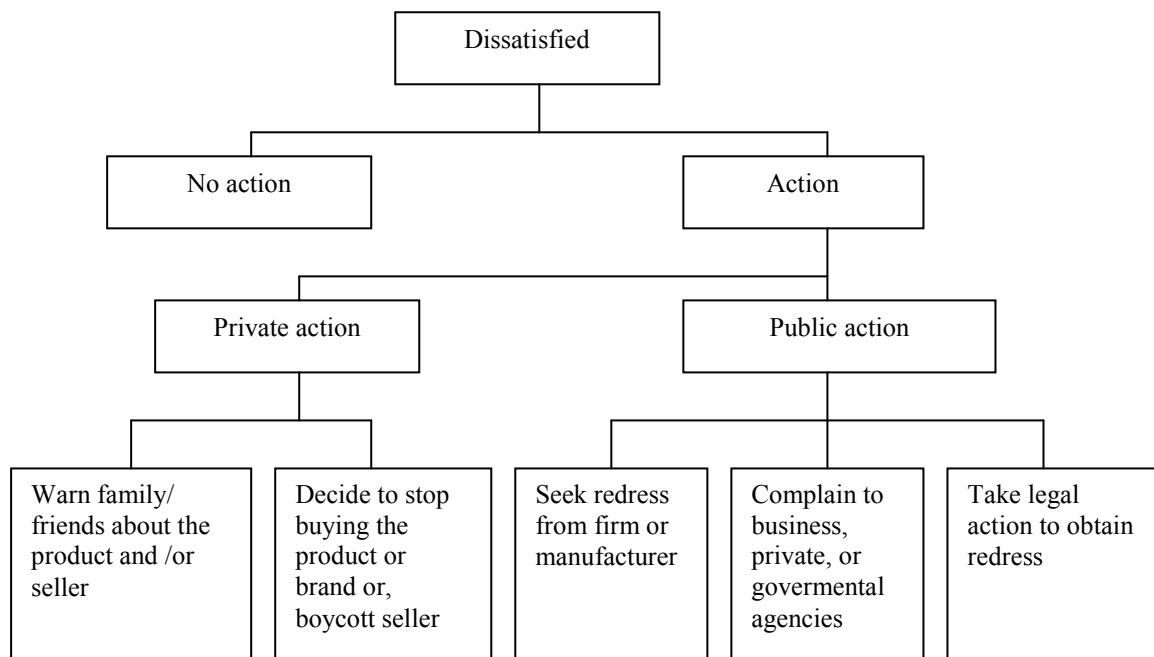 Dissatisfied
No action
Action
Private action
Public action
Warn family/
friends about the
product and /or
seller
Decide to stop
buying the
product or
brand or,
boycott seller
Seek redress
from firm or
manufacturer
Complain to
business,
private, or
govermental
agencies
Take legal
action to obtain
redress